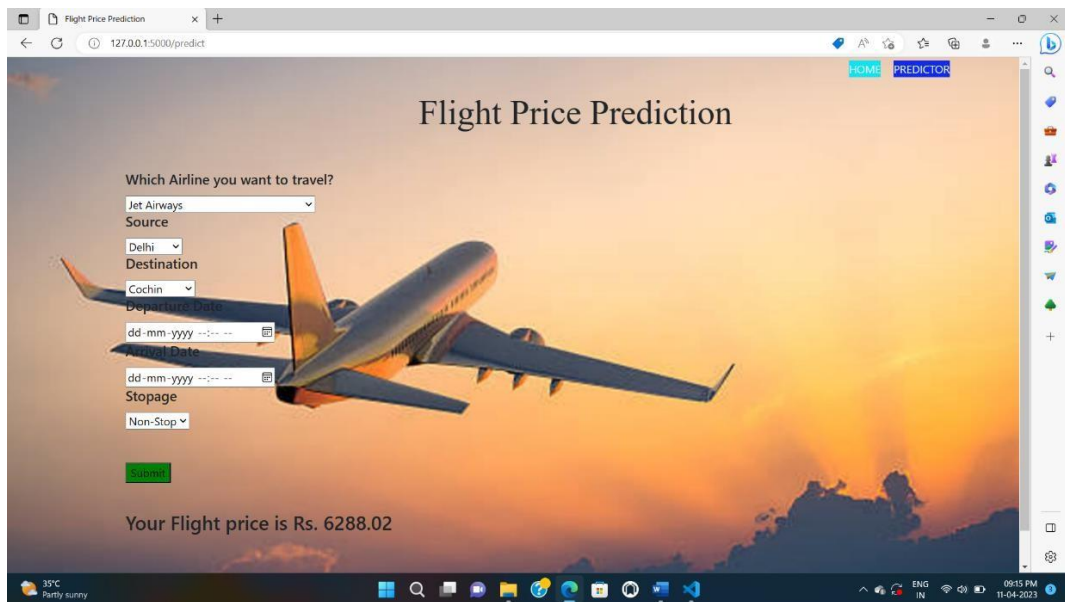 Flight Price Prediction
127.0.0.1:5000/predict
HOME PREDICTOR
Flight Price Prediction
Which Airline you want to travel?
Jet Airways
Source
Delhi
Destination
Cochin
Departure Date
dd-mm-yyyy --:-- --
Arrival Date
dd-mm-yyyy --:-- --
Stopage
Non-Stop
Submit
Your Flight price is Rs. 6288.02
35°C
Partly sunny
ENG
IN
09:15 PM
11-04-2023